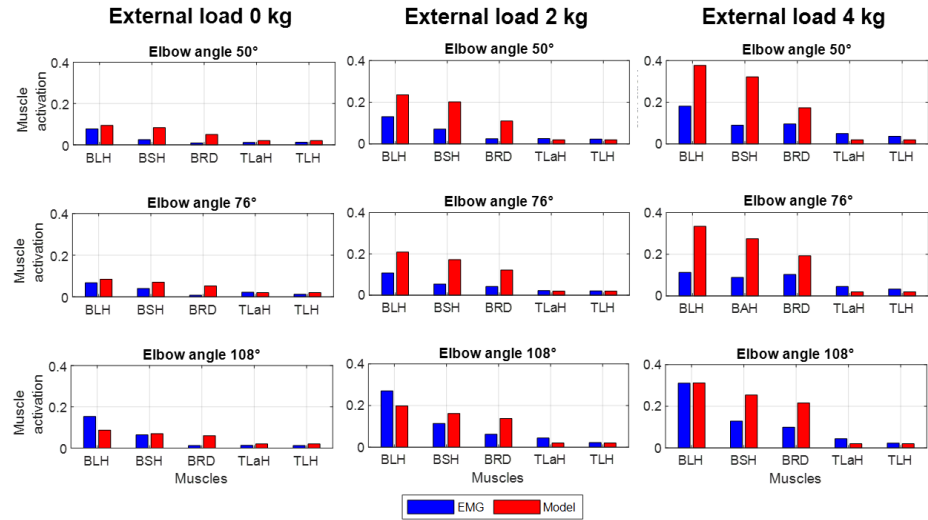 External load 0 kg
External load 2 kg
External load 4 kg
Elbow angle 50°
Elbow angle 50°
Elbow angle 50°
Muscle
activation
0.4
0.2
0
BLH BSH BRD TLaH TLH
0.4
0.2
0
BLH BSH BRD TLaH TLH
0.4
0.2
0
BLH BSH BRD TLaH TLH
Elbow angle 76°
Elbow angle 76°
Elbow angle 76°
Muscle
activation
0.4
0.2
0
BLH BSH BRD TLaH TLH
0.4
0.2
0
BLH BSH BRD TLaH TLH
0.4
0.2
0
BLH BAH BRD TLaH TLH
Elbow angle 108°
Elbow angle 108°
Elbow angle 108°
Muscle
activation
0.4
0.2
0
BLH BSH BRD TLaH TLH
0.4
0.2
0
BLH BSH BRD TLaH TLH
0.4
0.2
0
BLH BSH BRD TLaH TLH
Muscles
Muscles
Muscles
EMG Model